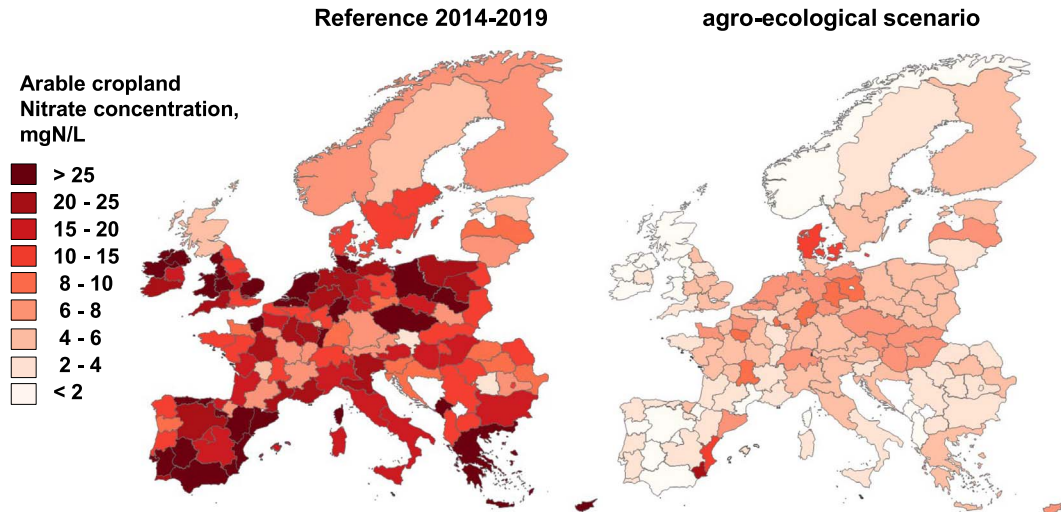 Reference 2014-2019
agro-ecological scenario
Arable cropland
Nitrate concentration,
mgN/L
> 25
20 - 25
15 - 20
10 - 15
8 - 10
6 - 8
4 - 6
2 - 4
< 2